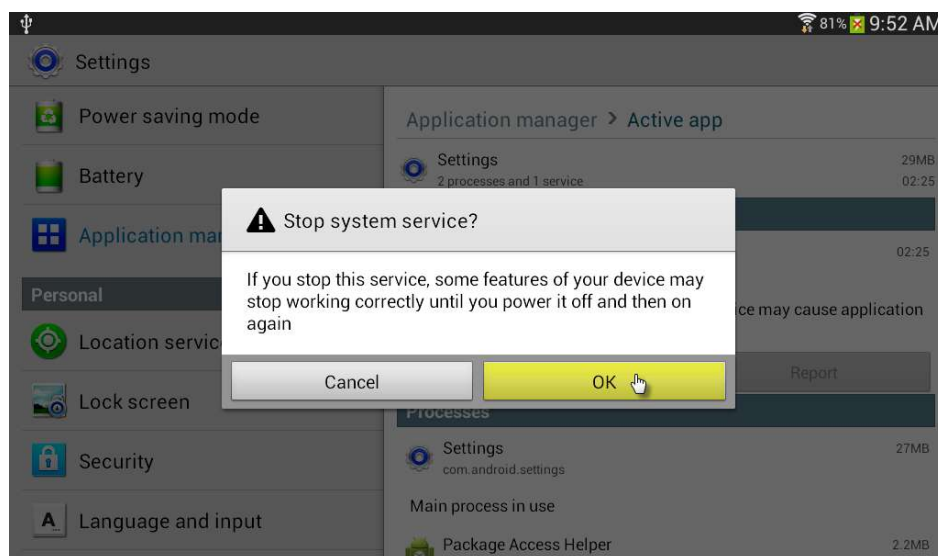 81% 9:52 AM
Settings
Power saving mode
Battery
Application mar
Personal
Location servic
Lock screen
Security
Language and input
Application manager > Active app
Settings 29MB
2 processes and 1 service 02:25
02:25
Stop system service?
If you stop this service, some features of your device may
stop working correctly until you power it off and then on
again
Cancel OK
ice may cause application
Report
Processes
Settings 27MB
com.android.settings
Main process in use
Package Access Helper 2.2MB